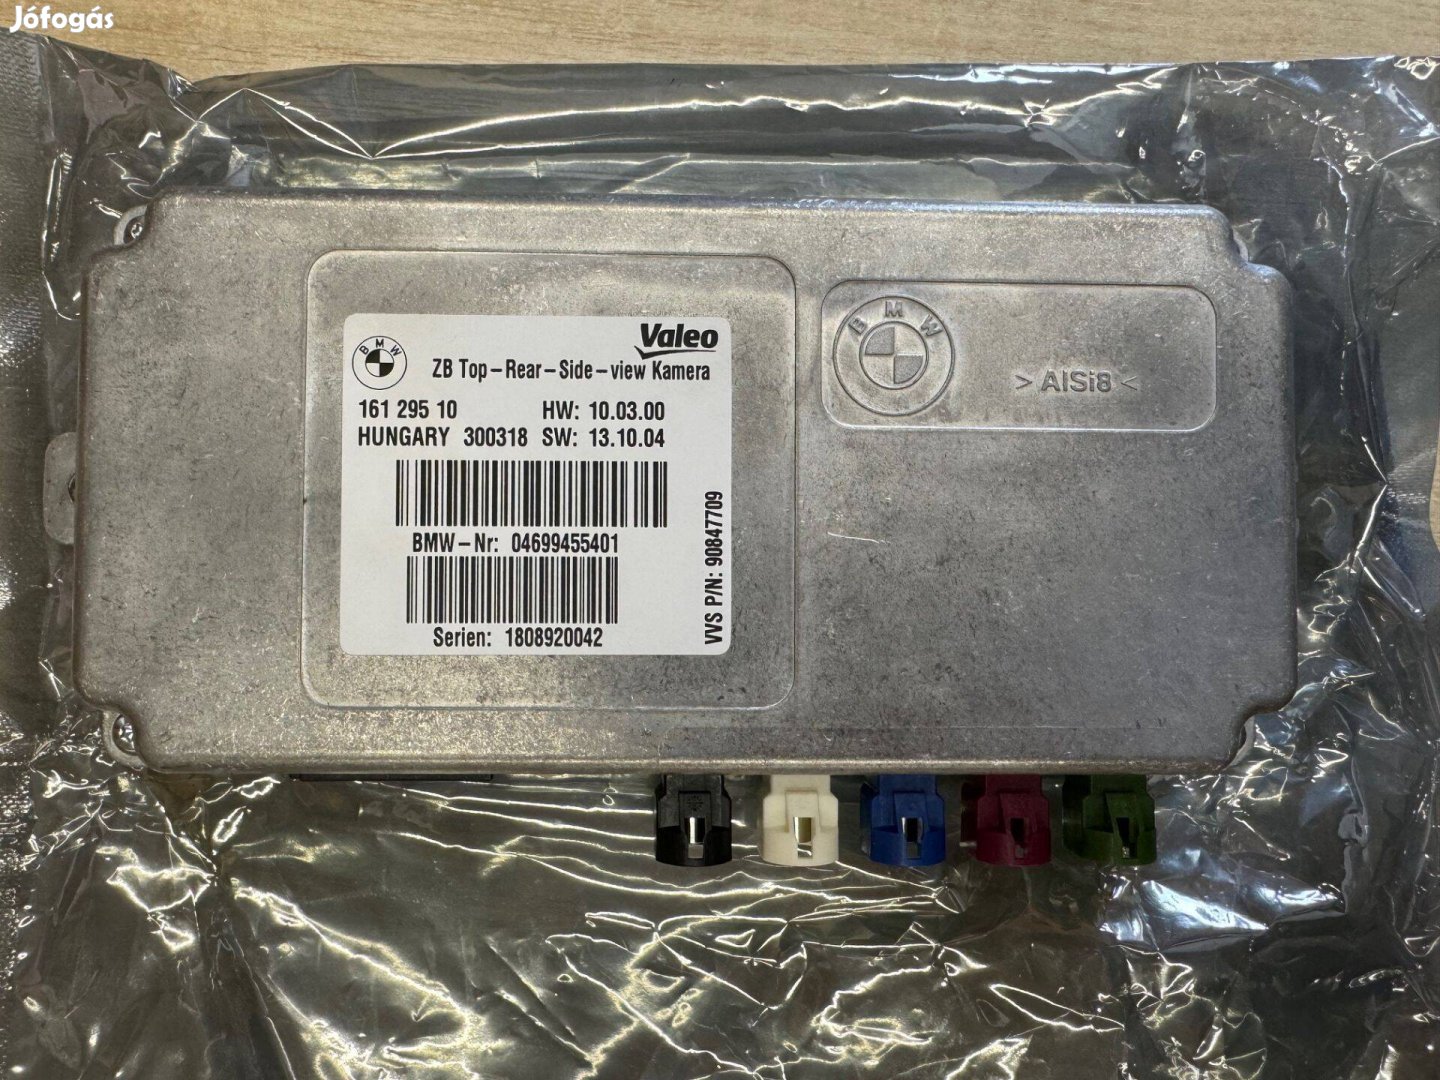 Jófogás
BMW
Valeo
ZB Top-Rear-Side-view Kamera
161 295 10 HW: 10.03.00
HUNGARY 300318 SW: 13.10.04
BMW-Nr: 04699455401
Serien: 1808920042
VVS P/N: 90847709
BMW
>AlSi8<